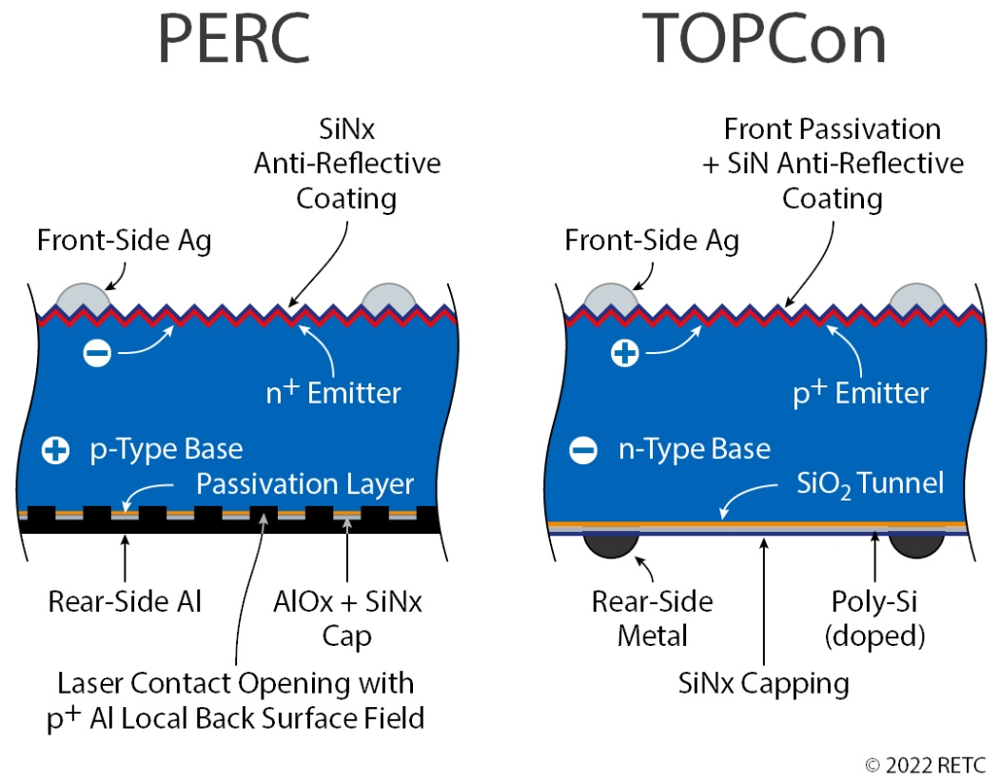 PERC
SiNx
Anti-Reflective
Coating
Front-Side Ag
n⁺ Emitter
p-Type Base
Passivation Layer
Rear-Side Al
AlOx + SiNx
Cap
Laser Contact Opening with
p⁺ Al Local Back Surface Field
TOPCon
Front Passivation
+ SiN Anti-Reflective
Coating
Front-Side Ag
p⁺ Emitter
n-Type Base
SiO₂ Tunnel
Rear-Side
Metal
Poly-Si
(doped)
SiNx Capping
© 2022 RETC